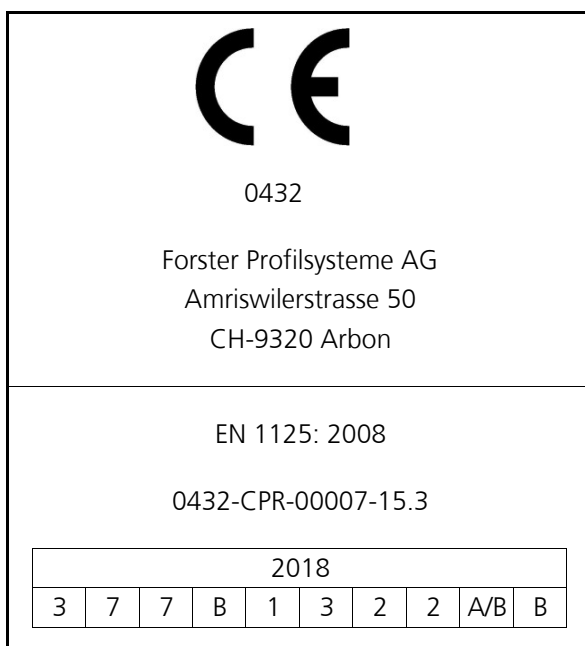 CE
0432
Forster Profilsysteme AG
Amriswilerstrasse 50
CH-9320 Arbon
EN 1125: 2008
0432-CPR-00007-15.3
2018
3 7 7 B 1 3 2 2 A/B B